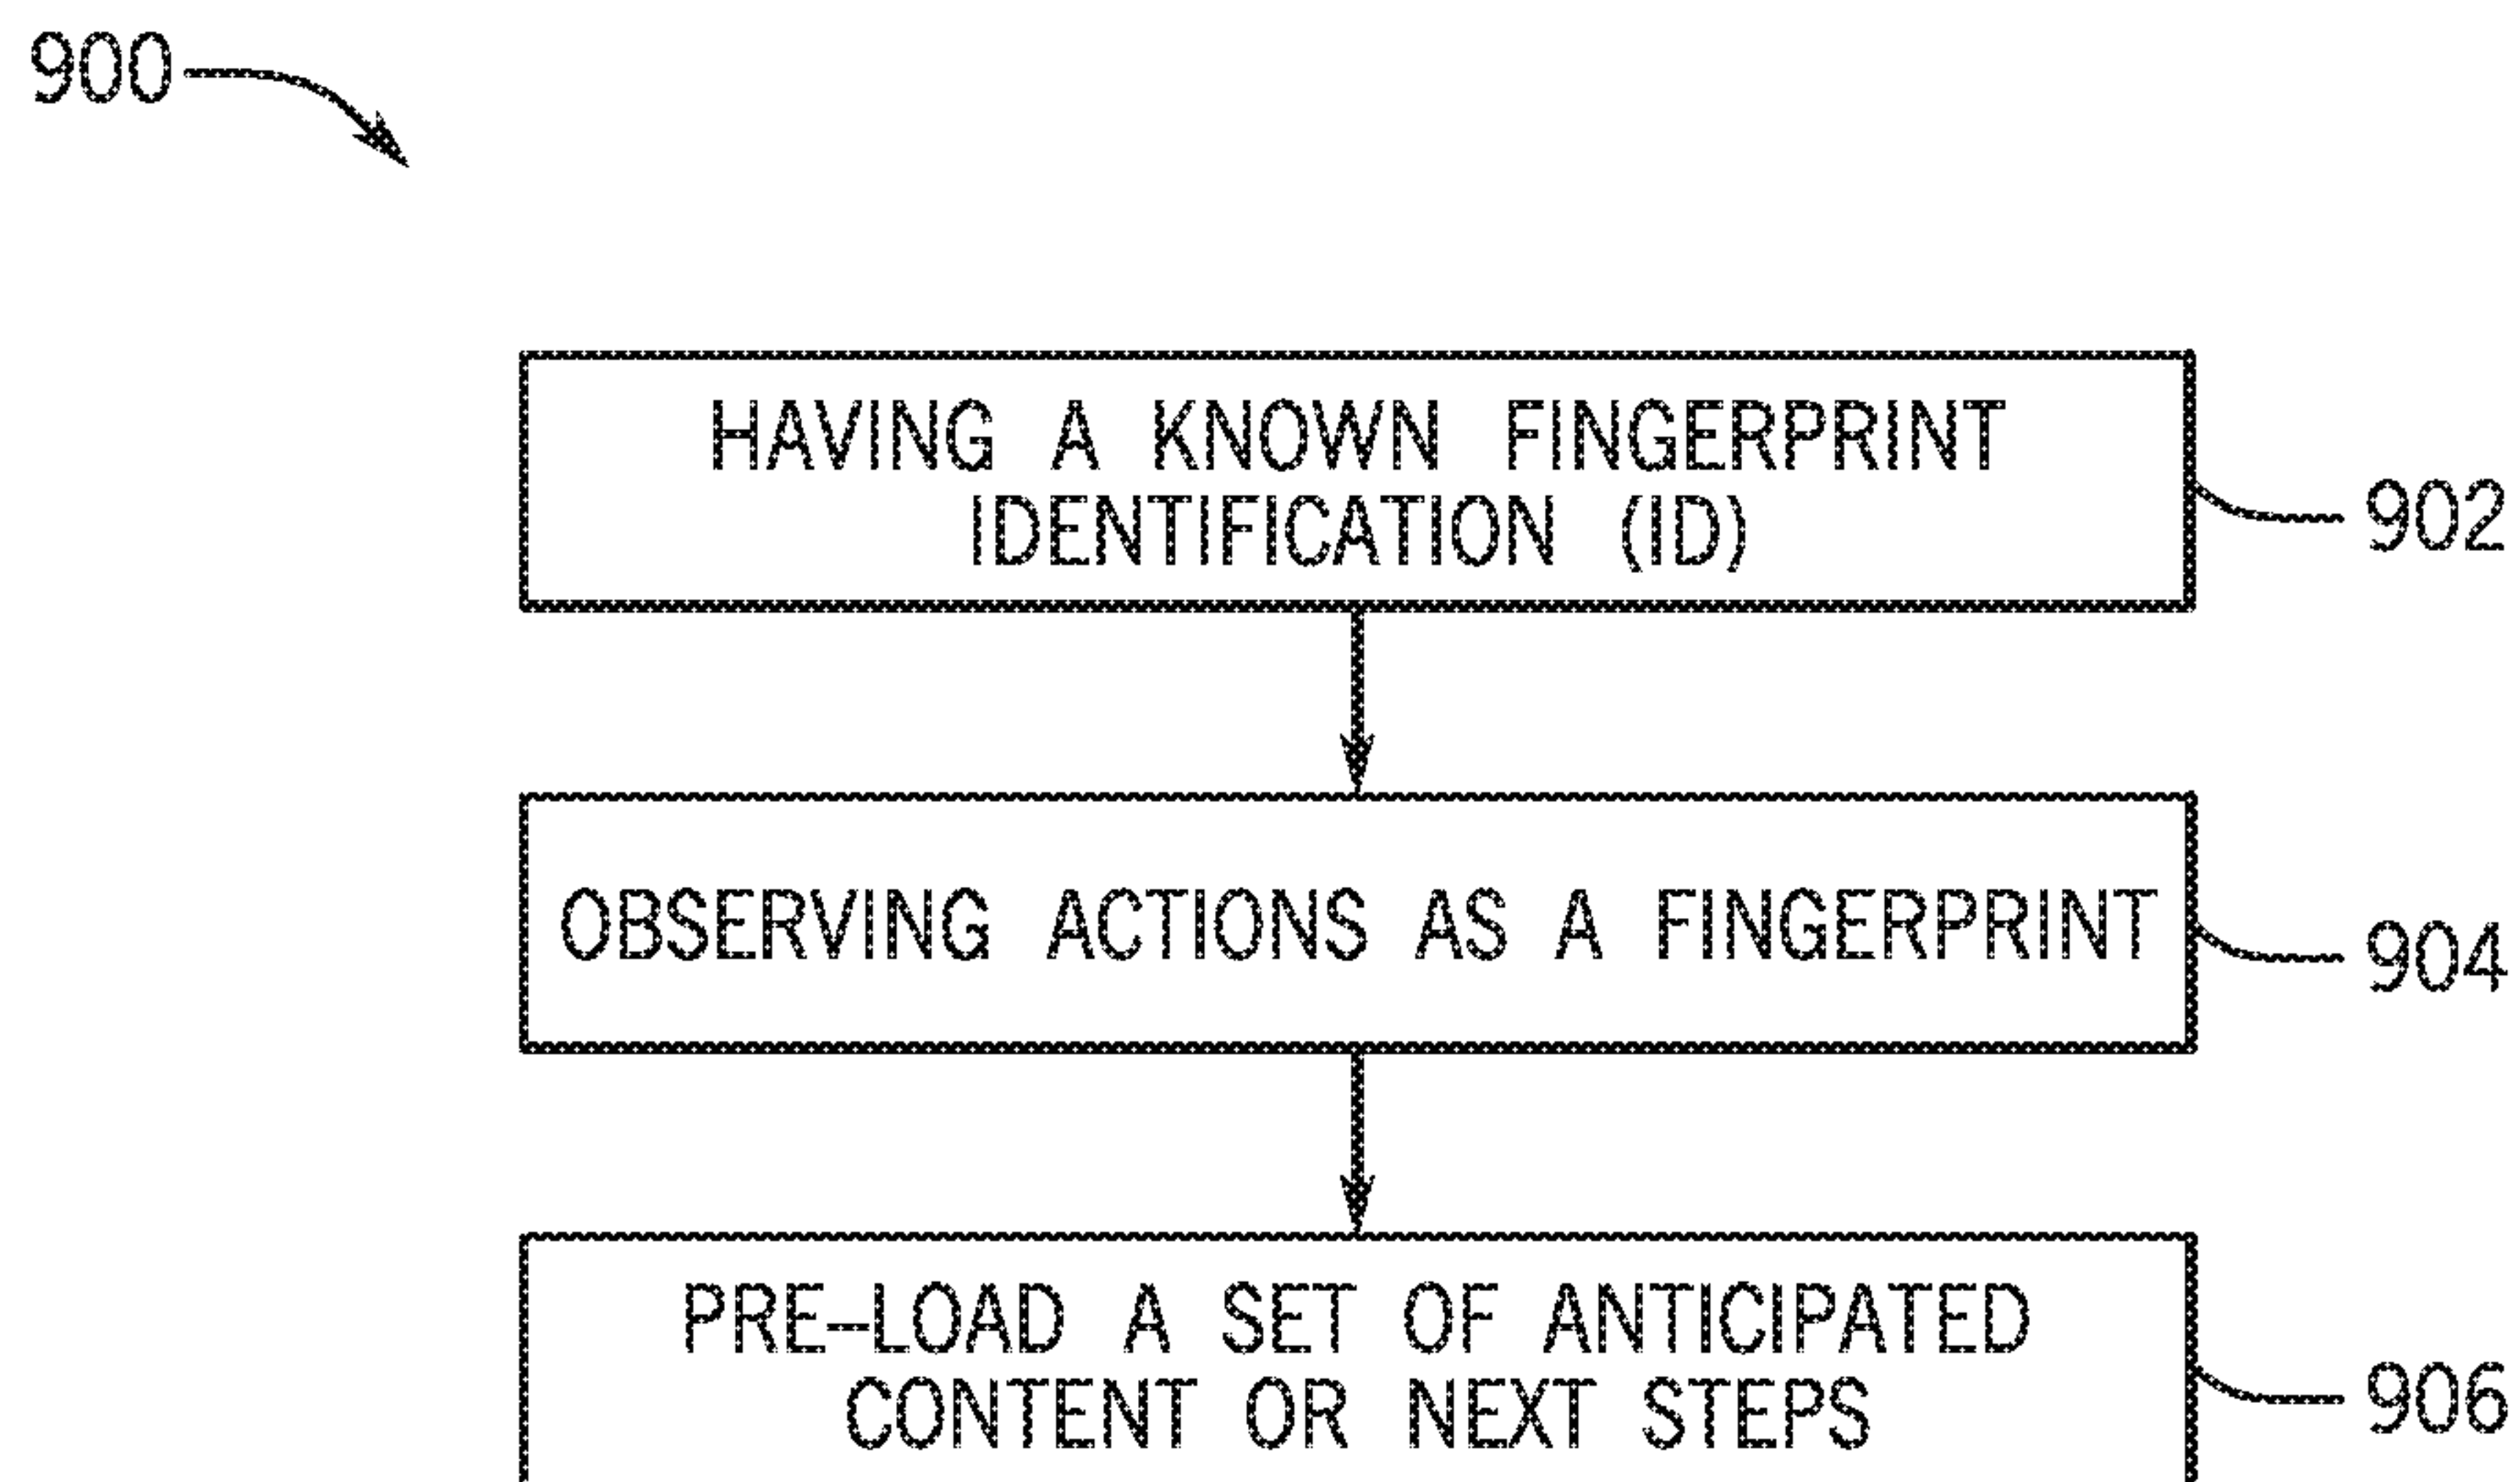 900
HAVING A KNOWN FINGERPRINT
IDENTIFICATION (ID)
902
OBSERVING ACTIONS AS A FINGERPRINT
904
PRE-LOAD A SET OF ANTICIPATED
CONTENT OR NEXT STEPS
906